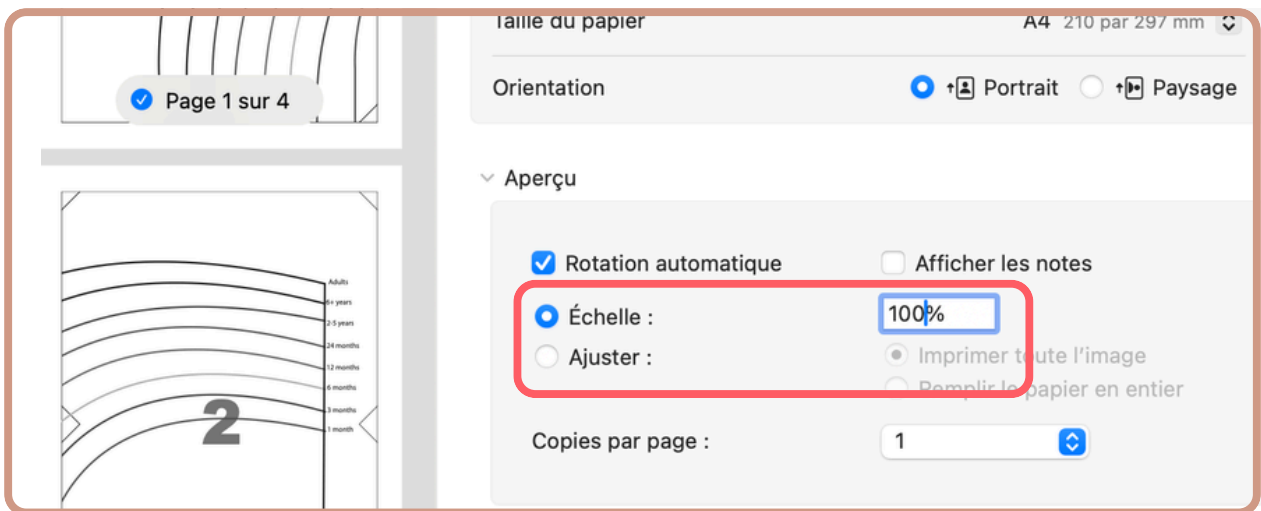 Taille du papier A4 210 par 297 mm
Page 1 sur 4
Orientation Portrait Paysage
Aperçu
Rotation automatique Afficher les notes
Échelle : 100%
Ajuster : Imprimer toute l'image
Remplir le papier en entier
Copies par page : 1
Adults
6+ years
2-5 years
24 months
12 months
6 months
3 months
1 month
2